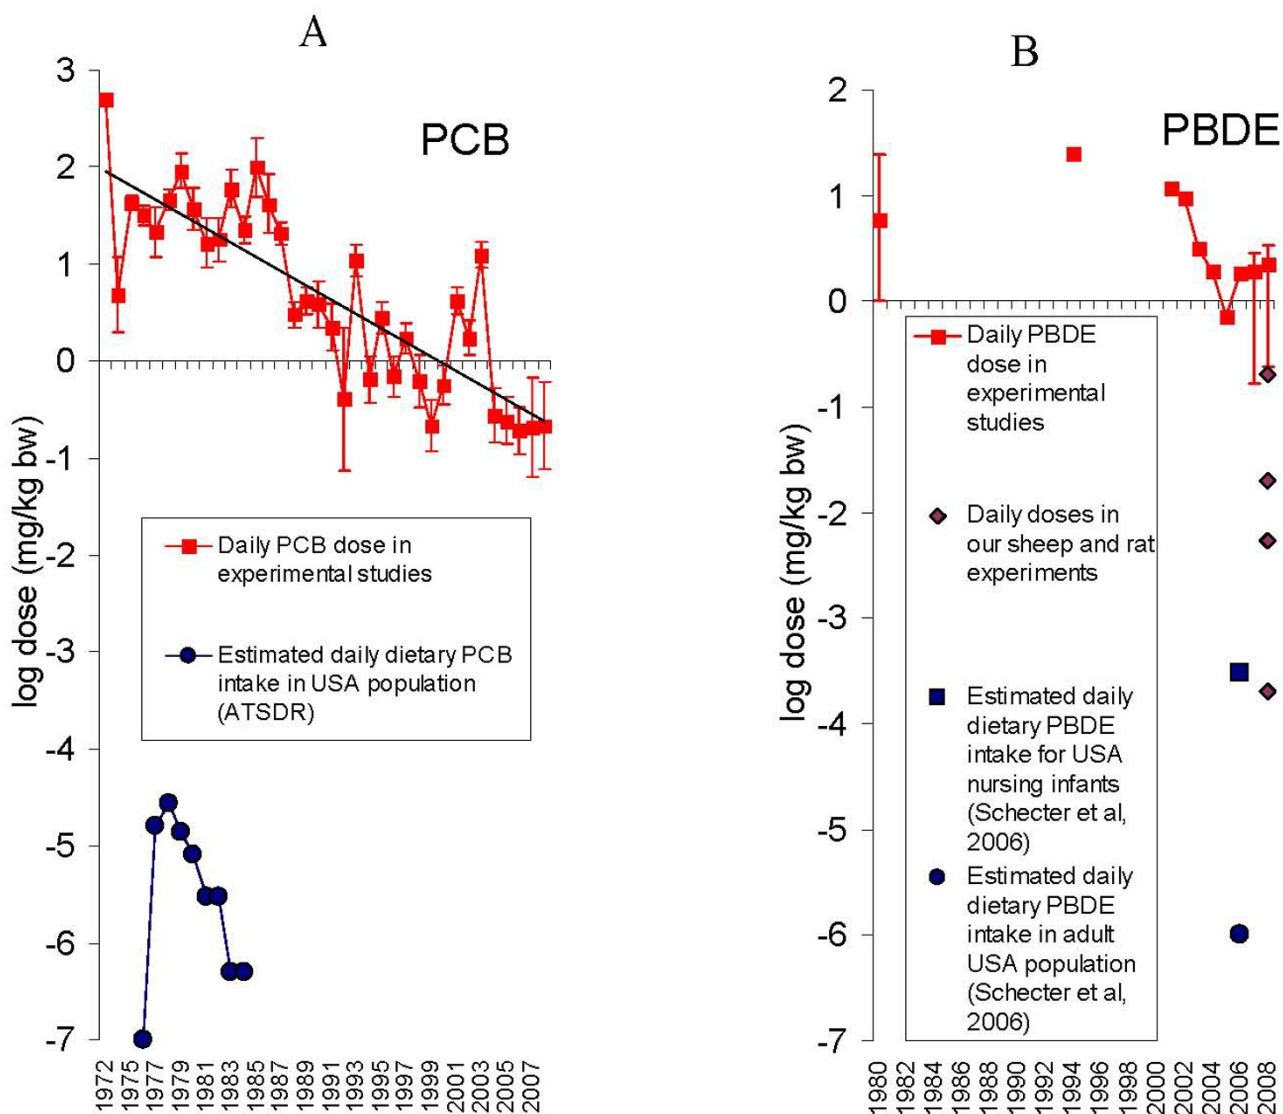 A
PCB
log dose (mg/kg bw)
3
2
1
0
-1
-2
-3
-4
-5
-6
-7
Daily PCB dose in
experimental studies
Estimated daily dietary PCB
intake in USA population
(ATSDR)
1972
1975
1977
1979
1981
1983
1985
1987
1989
1991
1993
1995
1997
1999
2001
2003
2005
2007
B
PBDE
log dose (mg/kg bw)
2
1
0
-1
-2
-3
-4
-5
-6
-7
Daily PBDE
dose in
experimental
studies
Daily doses in
our sheep and rat
experiments
Estimated daily
dietary PBDE
intake for USA
nursing infants
(Schecter et al,
2006)
Estimated daily
dietary PBDE
intake in adult
USA population
(Schecter et al,
2006)
1980
1982
1984
1986
1988
1990
1992
1994
1996
1998
2000
2002
2004
2006
2008